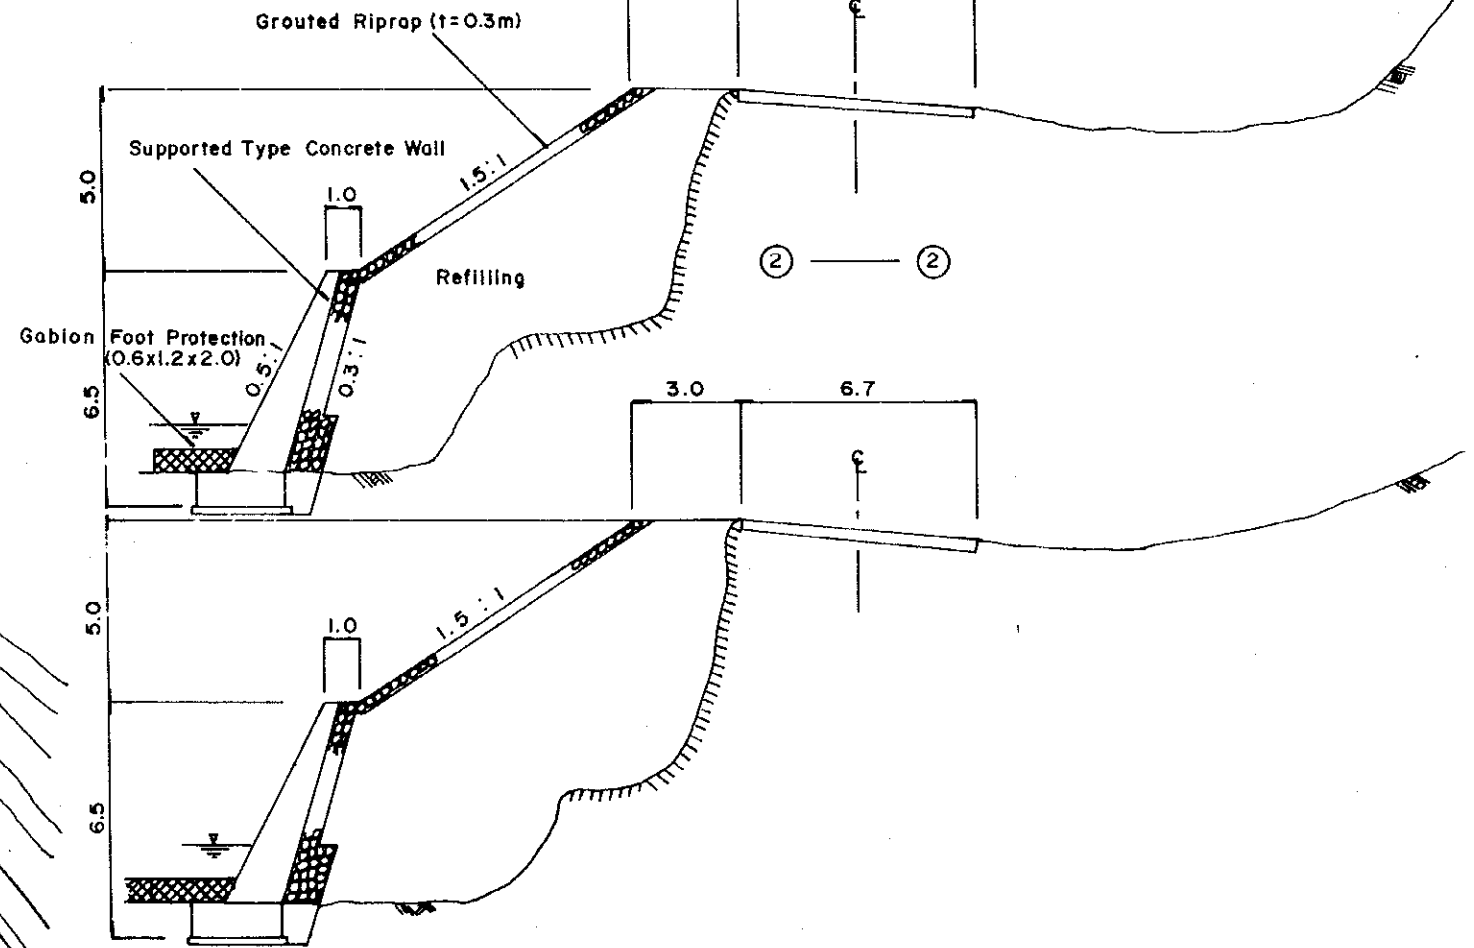 Grouted Riprap (t=0.3m)
℄
Supported Type Concrete Wall
5.0
1.0
1.5:1
Refilling
2 — 2
Gabion Foot Protection
(0.6x1.2x2.0)
0.5:1
0.3:1
6.5
3.0
6.7
℄
5.0
1.0
1.5:1
6.5